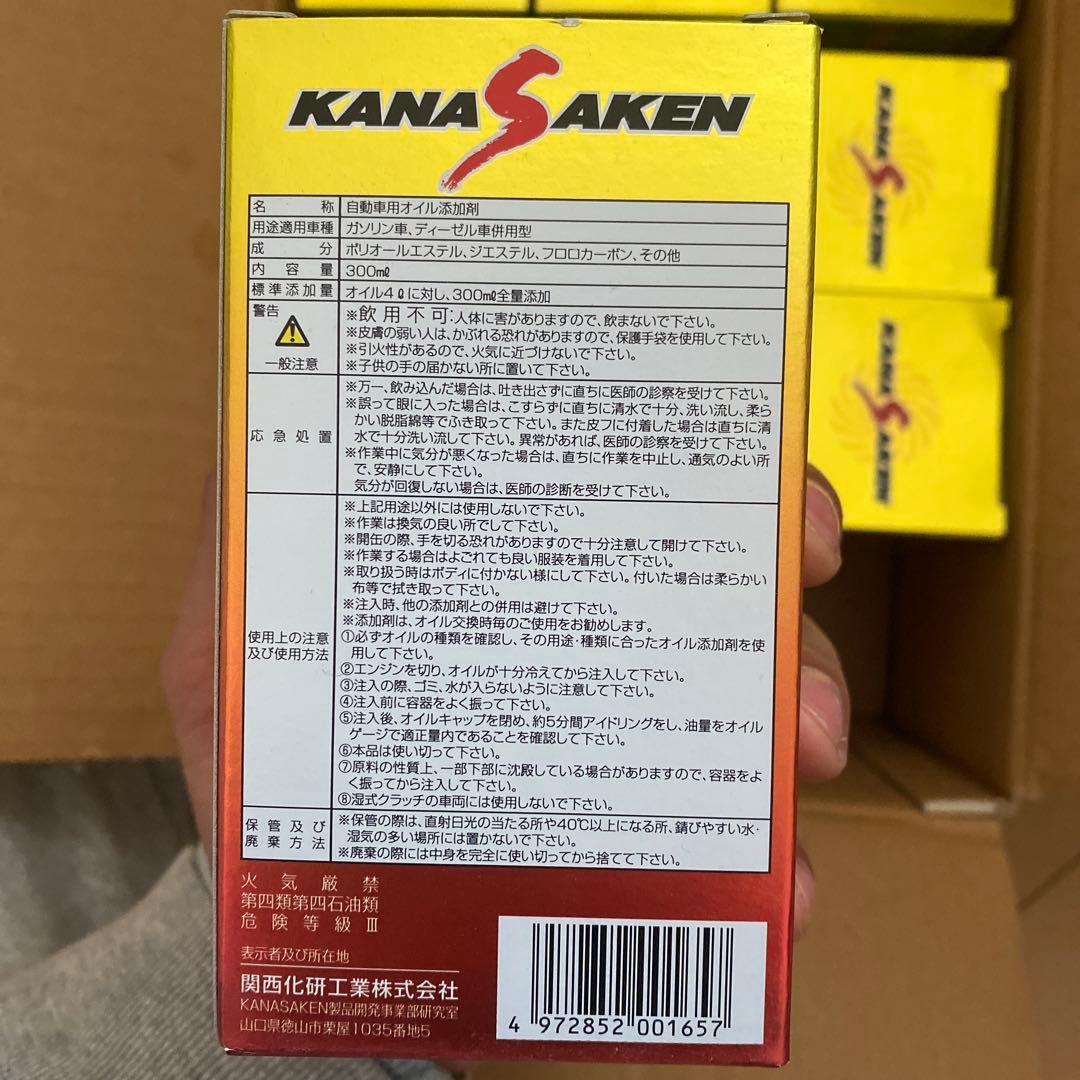 KANASAKEN
名称 自動車用オイル添加剤
用途適用車種 ガソリン車、ディーゼル車併用型
成分 ポリオールエステル、ジエステル、フロロカーボン、その他
内容量 300㎖
標準添加量 オイル4ℓに対し、300㎖全量添加
警告
一般注意
※飲用不可:人体に害がありますので、飲まないで下さい。
※皮膚の弱い人は、かぶれる恐れがありますので、保護手袋を使用して下さい。
※引火性があるので、火気に近づけないで下さい。
※子供の手の届かない所に置いて下さい。
応急処置
※万一、飲み込んだ場合は、吐き出さずに直ちに医師の診察を受けて下さい。
※誤って眼に入った場合は、こすらずに直ちに清水で十分、洗い流し、柔ら
かい脱脂綿等でふき取って下さい。また皮フに付着した場合は直ちに清
水で十分洗い流して下さい。異常があれば、医師の診察を受けて下さい。
※作業中に気分が悪くなった場合は、直ちに作業を中止し、通気のよい所
で、安静にして下さい。
気分が回復しない場合は、医師の診断を受けて下さい。
使用上の注意
及び使用方法
※上記用途以外には使用しないで下さい。
※作業は換気の良い所でして下さい。
※開缶の際、手を切る恐れがありますので十分注意して開けて下さい。
※作業する場合はよごれても良い服装を着用して下さい。
※取り扱う時はボディに付かない様にして下さい。付いた場合は柔らかい
布等で拭き取って下さい。
※注入時、他の添加剤との併用は避けて下さい。
※添加剤は、オイル交換時毎のご使用をお勧めします。
①必ずオイルの種類を確認し、その用途・種類に合ったオイル添加剤を使
用して下さい。
②エンジンを切り、オイルが十分冷えてから注入して下さい。
③注入の際、ゴミ、水が入らないように注意して下さい。
④注入前に容器をよく振って下さい。
⑤注入後、オイルキャップを閉め、約5分間アイドリングをし、油量をオイル
ゲージで適正量内であることを確認して下さい。
⑥本品は使い切って下さい。
⑦原料の性質上、一部下部に沈殿している場合がありますので、容器をよ
く振ってから注入して下さい。
⑧湿式クラッチの車両には使用しないで下さい。
保管及び
廃棄方法
※保管の際は、直射日光の当たる所や40℃以上になる所、錆びやすい水・
湿気の多い場所には置かないで下さい。
※廃棄の際には中身を完全に使い切ってから捨てて下さい。
火気厳禁
第四類第四石油類
危険等級Ⅲ
表示者及び所在地
関西化研工業株式会社
KANASAKEN製品開発事業部研究室
山口県徳山市栗屋1035番地5
4 972852 001657
KANASAKEN
KANASAKEN